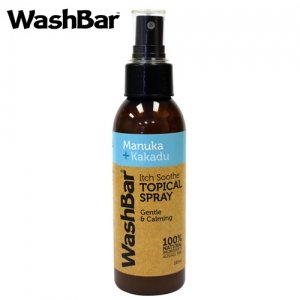 WashBar
Manuka
+ Kakadu
Itch Soothe
TOPICAL
SPRAY
Gentle
& Calming
WashBar
100%
NATURAL